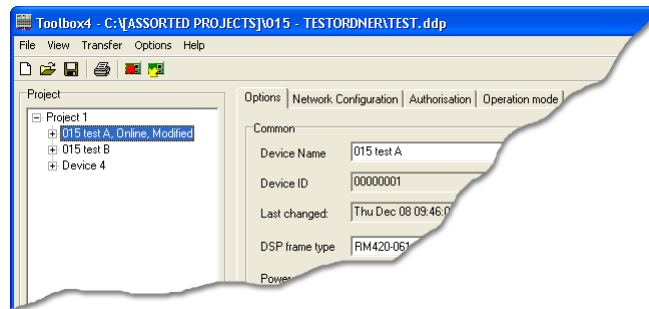 Toolbox4 - C:\[ASSORTED PROJECTS]\015 - TESTORDNER\TEST.ddp
File View Transfer Options Help
Project
Project 1
015 test A, Online, Modified
015 test B
Device 4
Options Network Configuration Authorisation Operation mode
Common
Device Name 015 test A
Device ID 00000001
Last changed: Thu Dec 08 09:46:0
DSP frame type RM420-061
Power